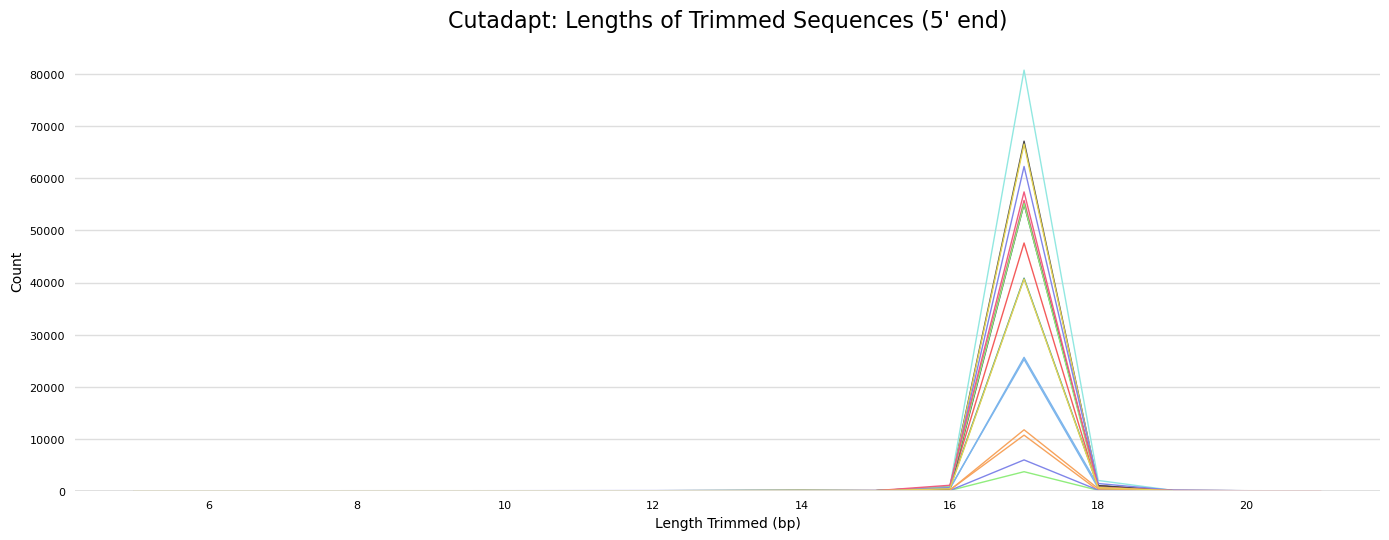 Cutadapt: Lengths of Trimmed Sequences (5' end)
80000
70000
60000
50000
40000
30000
20000
10000
0
Count
6 8 10 12 14 16 18 20
Length Trimmed (bp)